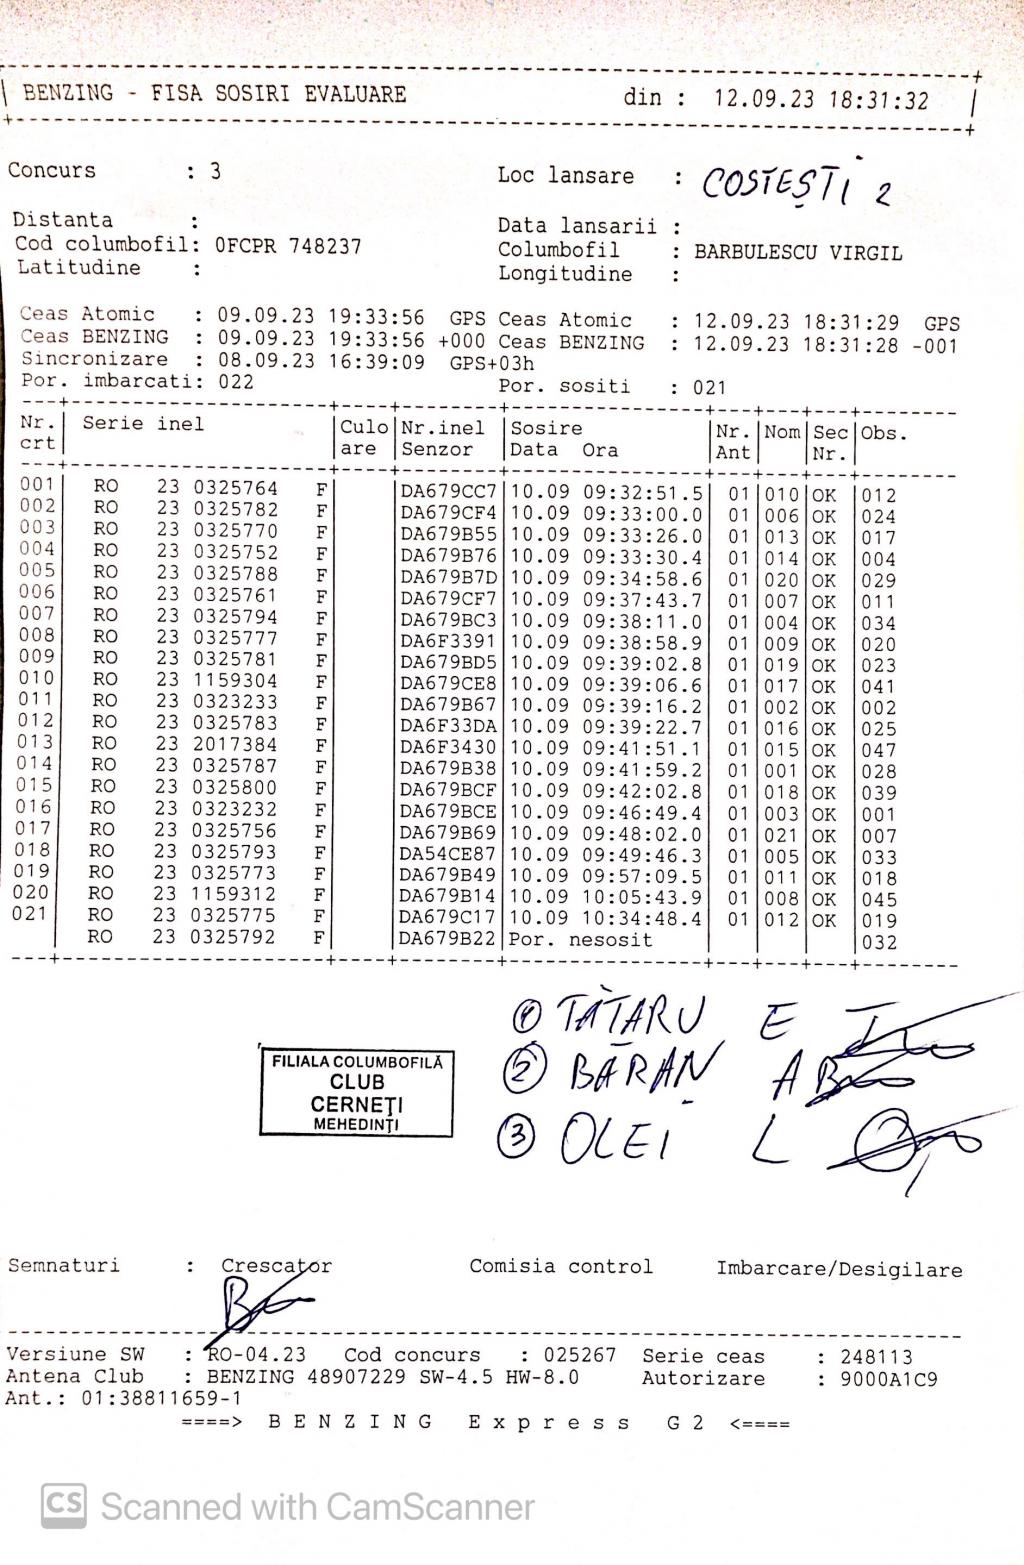 BENZING - FISA SOSIRI EVALUARE din : 12.09.23 18:31:32
Concurs : 3 Loc lansare : COSTEȘTI 2
Distanta : Data lansarii :
Cod columbofil: 0FCPR 748237 Columbofil : BARBULESCU VIRGIL
Latitudine : Longitudine :
Ceas Atomic : 09.09.23 19:33:56 GPS Ceas Atomic : 12.09.23 18:31:29 GPS
Ceas BENZING : 09.09.23 19:33:56 +000 Ceas BENZING : 12.09.23 18:31:28 -001
Sincronizare : 08.09.23 16:39:09 GPS+03h
Por. imbarcati: 022 Por. sositi : 021
Nr. Serie inel Culo Nr.inel Sosire Nr. Nom Sec Obs.
crt are Senzor Data Ora Ant Nr.
001 RO 23 0325764 F DA679CC7 10.09 09:32:51.5 01 010 OK 012
002 RO 23 0325782 F DA679CF4 10.09 09:33:00.0 01 006 OK 024
003 RO 23 0325770 F DA679B55 10.09 09:33:26.0 01 013 OK 017
004 RO 23 0325752 F DA679B76 10.09 09:33:30.4 01 014 OK 004
005 RO 23 0325788 F DA679B7D 10.09 09:34:58.6 01 020 OK 029
006 RO 23 0325761 F DA679CF7 10.09 09:37:43.7 01 007 OK 011
007 RO 23 0325794 F DA679BC3 10.09 09:38:11.0 01 004 OK 034
008 RO 23 0325777 F DA6F3391 10.09 09:38:58.9 01 009 OK 020
009 RO 23 0325781 F DA679BD5 10.09 09:39:02.8 01 019 OK 023
010 RO 23 1159304 F DA679CE8 10.09 09:39:06.6 01 017 OK 041
011 RO 23 0323233 F DA679B67 10.09 09:39:16.2 01 002 OK 002
012 RO 23 0325783 F DA6F33DA 10.09 09:39:22.7 01 016 OK 025
013 RO 23 2017384 F DA6F3430 10.09 09:41:51.1 01 015 OK 047
014 RO 23 0325787 F DA679B38 10.09 09:41:59.2 01 001 OK 028
015 RO 23 0325800 F DA679BCF 10.09 09:42:02.8 01 018 OK 039
016 RO 23 0323232 F DA679BCE 10.09 09:46:49.4 01 003 OK 001
017 RO 23 0325756 F DA679B69 10.09 09:48:02.0 01 021 OK 007
018 RO 23 0325793 F DA54CE87 10.09 09:49:46.3 01 005 OK 033
019 RO 23 0325773 F DA679B49 10.09 09:57:09.5 01 011 OK 018
020 RO 23 1159312 F DA679B14 10.09 10:05:43.9 01 008 OK 045
021 RO 23 0325775 F DA679C17 10.09 10:34:48.4 01 012 OK 019
RO 23 0325792 F DA679B22 Por. nesosit 032
① TĂTARU E
② BĂRAN A
③ OLEI L
FILIALA COLUMBOFILĂ
CLUB
CERNEȚI
MEHEDINȚI
Semnaturi : Crescator Comisia control Imbarcare/Desigilare
Versiune SW : RO-04.23 Cod concurs : 025267 Serie ceas : 248113
Antena Club : BENZING 48907229 SW-4.5 HW-8.0 Autorizare : 9000A1C9
Ant.: 01:38811659-1
====> B E N Z I N G E x p r e s s G 2 <====
CS Scanned with CamScanner